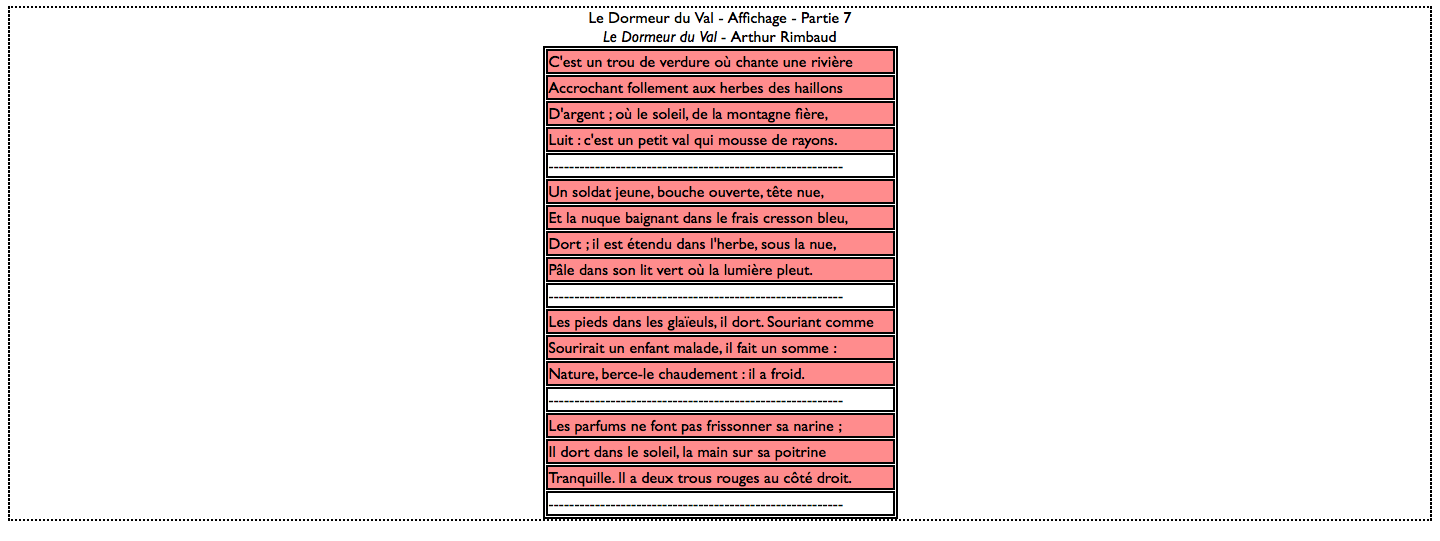 Le Dormeur du Val - Affichage - Partie 7
Le Dormeur du Val - Arthur Rimbaud
C'est un trou de verdure où chante une rivière
Accrochant follement aux herbes des haillons
D'argent ; où le soleil, de la montagne fière,
Luit : c'est un petit val qui mousse de rayons.
---------------------------------------------------------
Un soldat jeune, bouche ouverte, tête nue,
Et la nuque baignant dans le frais cresson bleu,
Dort ; il est étendu dans l'herbe, sous la nue,
Pâle dans son lit vert où la lumière pleut.
---------------------------------------------------------
Les pieds dans les glaïeuls, il dort. Souriant comme
Sourirait un enfant malade, il fait un somme :
Nature, berce-le chaudement : il a froid.
---------------------------------------------------------
Les parfums ne font pas frissonner sa narine ;
Il dort dans le soleil, la main sur sa poitrine
Tranquille. Il a deux trous rouges au côté droit.
---------------------------------------------------------